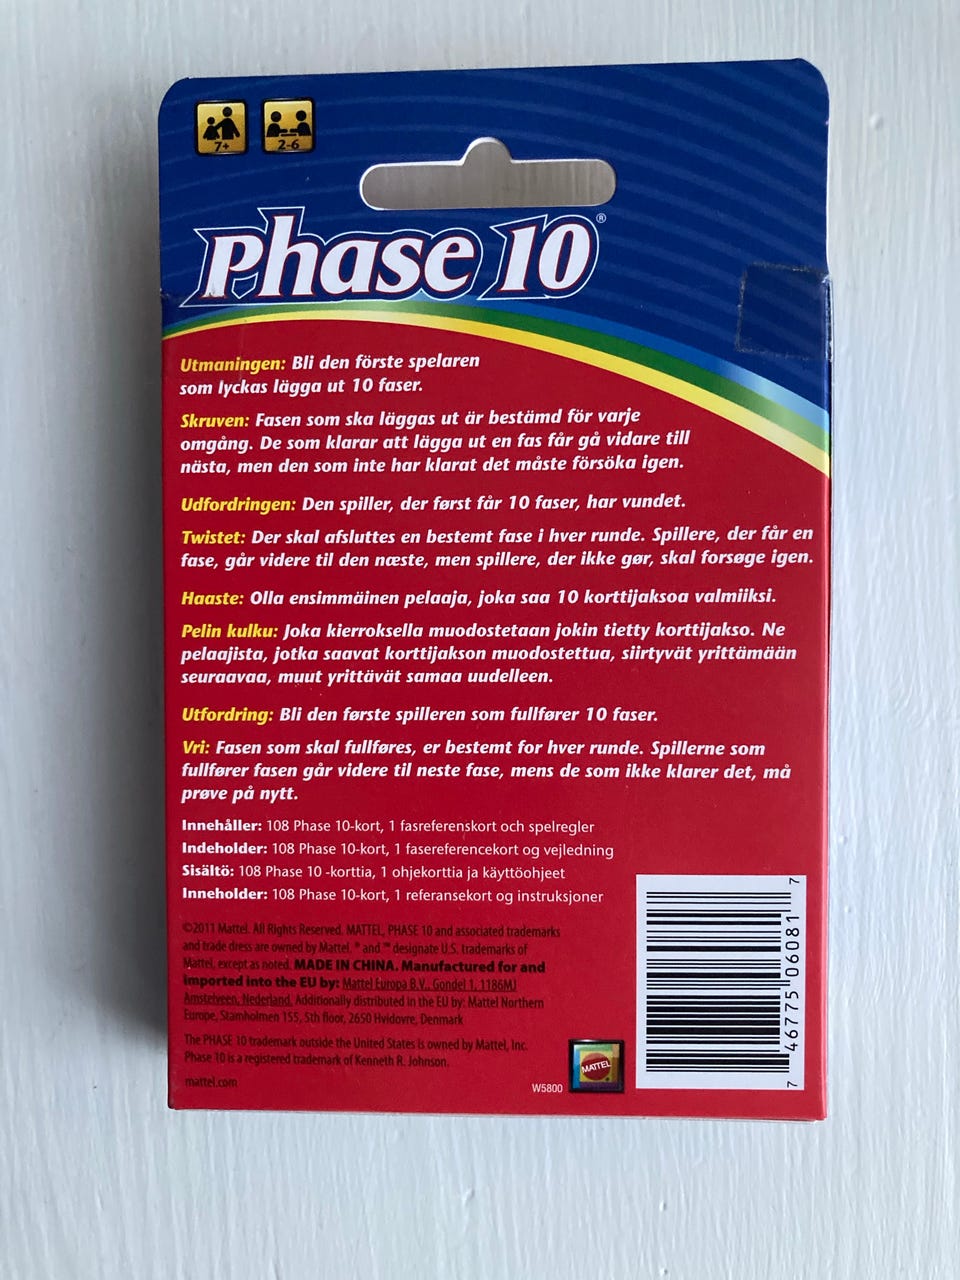 7+
2-6
Phase 10®
Utmaningen: Bli den förste spelaren
som lyckas lägga ut 10 faser.
Skruven: Fasen som ska läggas ut är bestämd för varje
omgång. De som klarar att lägga ut en fas får gå vidare till
nästa, men den som inte har klarat det måste försöka igen.
Udfordringen: Den spiller, der først får 10 faser, har vundet.
Twistet: Der skal afsluttes en bestemt fase i hver runde. Spillere, der får en
fase, går videre til den næste, men spillere, der ikke gør, skal forsøge igen.
Haaste: Olla ensimmäinen pelaaja, joka saa 10 korttijaksoa valmiiksi.
Pelin kulku: Joka kierroksella muodostetaan jokin tietty korttijakso. Ne
pelaajista, jotka saavat korttijakson muodostettua, siirtyvät yrittämään
seuraavaa, muut yrittävät samaa uudelleen.
Utfordring: Bli den første spilleren som fullfører 10 faser.
Vri: Fasen som skal fullføres, er bestemt for hver runde. Spillerne som
fullfører fasen går videre til neste fase, mens de som ikke klarer det, må
prøve på nytt.
Innehåller: 108 Phase 10-kort, 1 fasreferenskort och spelregler
Indeholder: 108 Phase 10-kort, 1 fasereferencekort og vejledning
Sisältö: 108 Phase 10 -korttia, 1 ohjekorttia ja käyttöohjeet
Inneholder: 108 Phase 10-kort, 1 referansekort og instruksjoner
©2011 Mattel. All Rights Reserved. MATTEL, PHASE 10 and associated trademarks
and trade dress are owned by Mattel. ® and ™ designate U.S. trademarks of
Mattel, except as noted. MADE IN CHINA. Manufactured for and
imported into the EU by: Mattel Europa B.V., Gondel 1, 1186MJ
Amstelveen, Nederland. Additionally distributed in the EU by: Mattel Northern
Europe, Stamholmen 155, 5th floor, 2650 Hvidovre, Denmark
The PHASE 10 trademark outside the United States is owned by Mattel, Inc.
Phase 10 is a registered trademark of Kenneth R. Johnson.
mattel.com
W5800
MATTEL
7 46775 06081 7